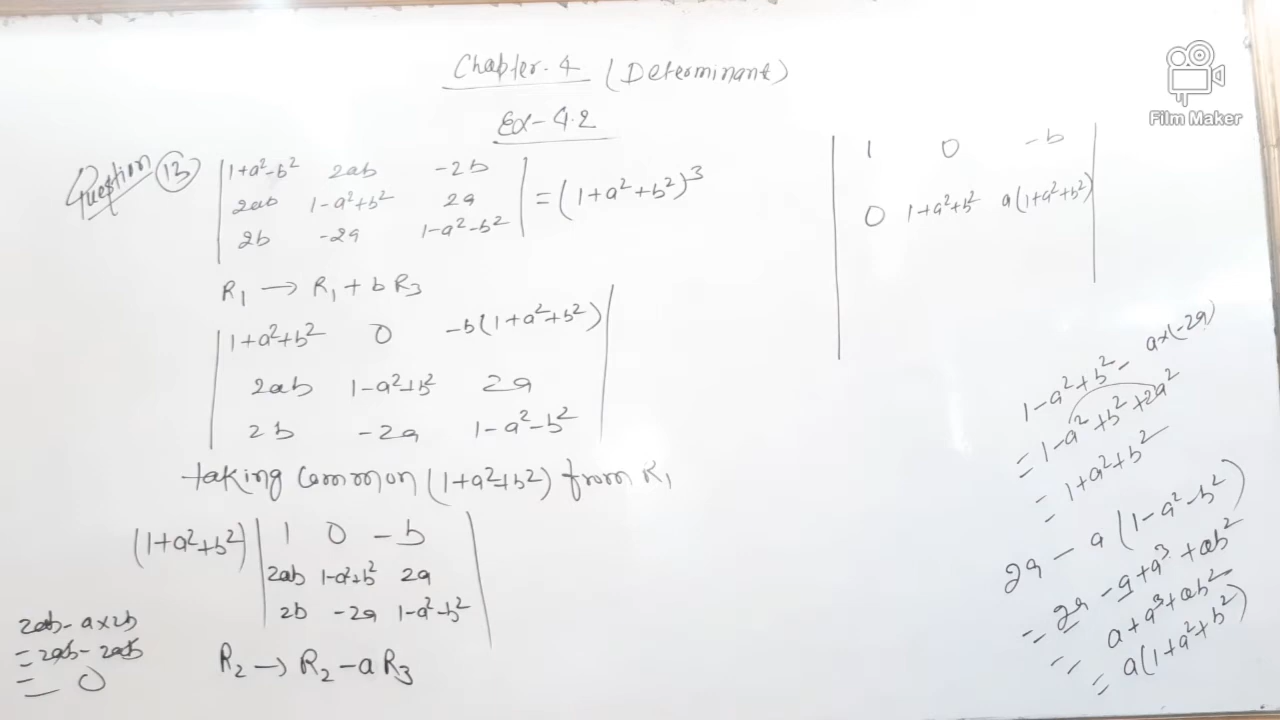 Chapter-4 (Determinant)
Ex-4.2
Question 13
|1+a²-b² 2ab -2b|
|2ab 1-a²+b² 2a| = (1+a²+b²)³
|2b -2a 1-a²-b²|
R₁ → R₁ + bR₃
|1+a²+b² 0 -b(1+a²+b²)|
|2ab 1-a²+b² 2a|
|2b -2a 1-a²-b²|
taking common (1+a²+b²) from R₁
(1+a²+b²) |1 0 -b|
|2ab 1-a²+b² 2a|
|2b -2a 1-a²-b²|
R₂ → R₂ - aR₃
2ab - a×2b
= 2ab - 2ab
= 0
|1 0 -b|
|0 1+a²+b² a(1+a²+b²)|
1-a²+b² - a×(-2a)
= 1-a²+b²+2a²
= 1+a²+b²
2a - a(1-a²-b²)
= 2a - a + a³ + ab²
= a + a³ + ab²
= a(1+a²+b²)
Film Maker